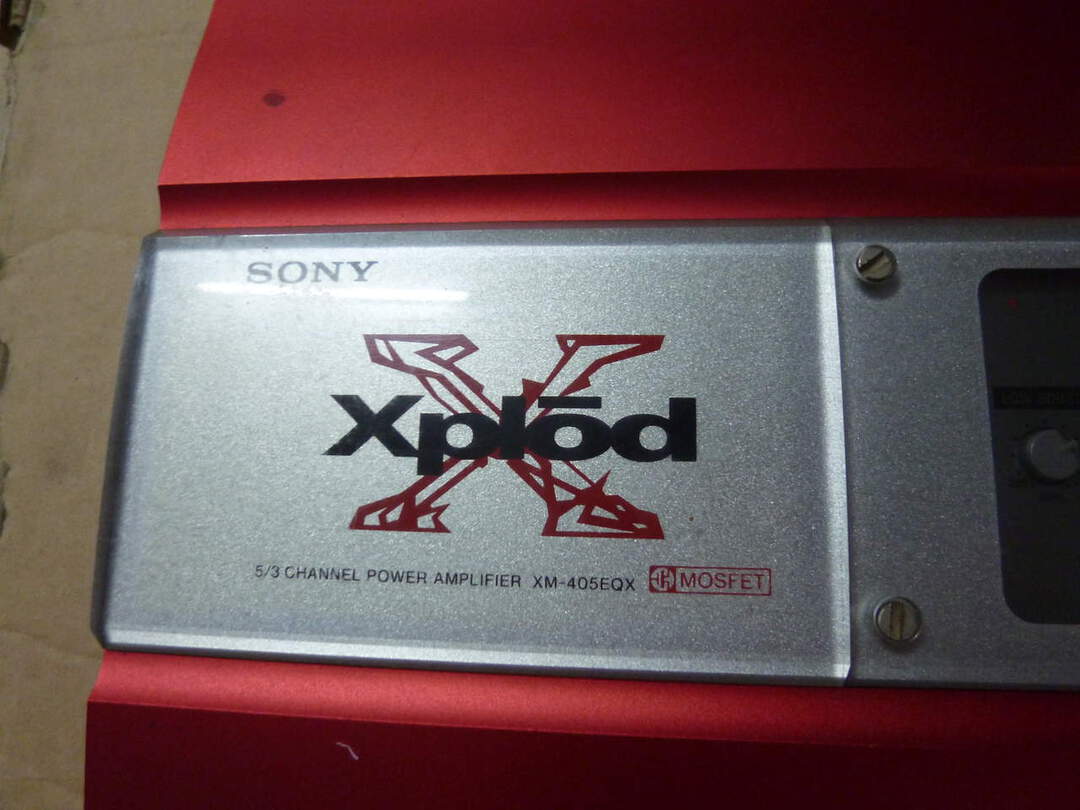 SONY
Xplōd
5/3 CHANNEL POWER AMPLIFIER XM-405EQX MOSFET